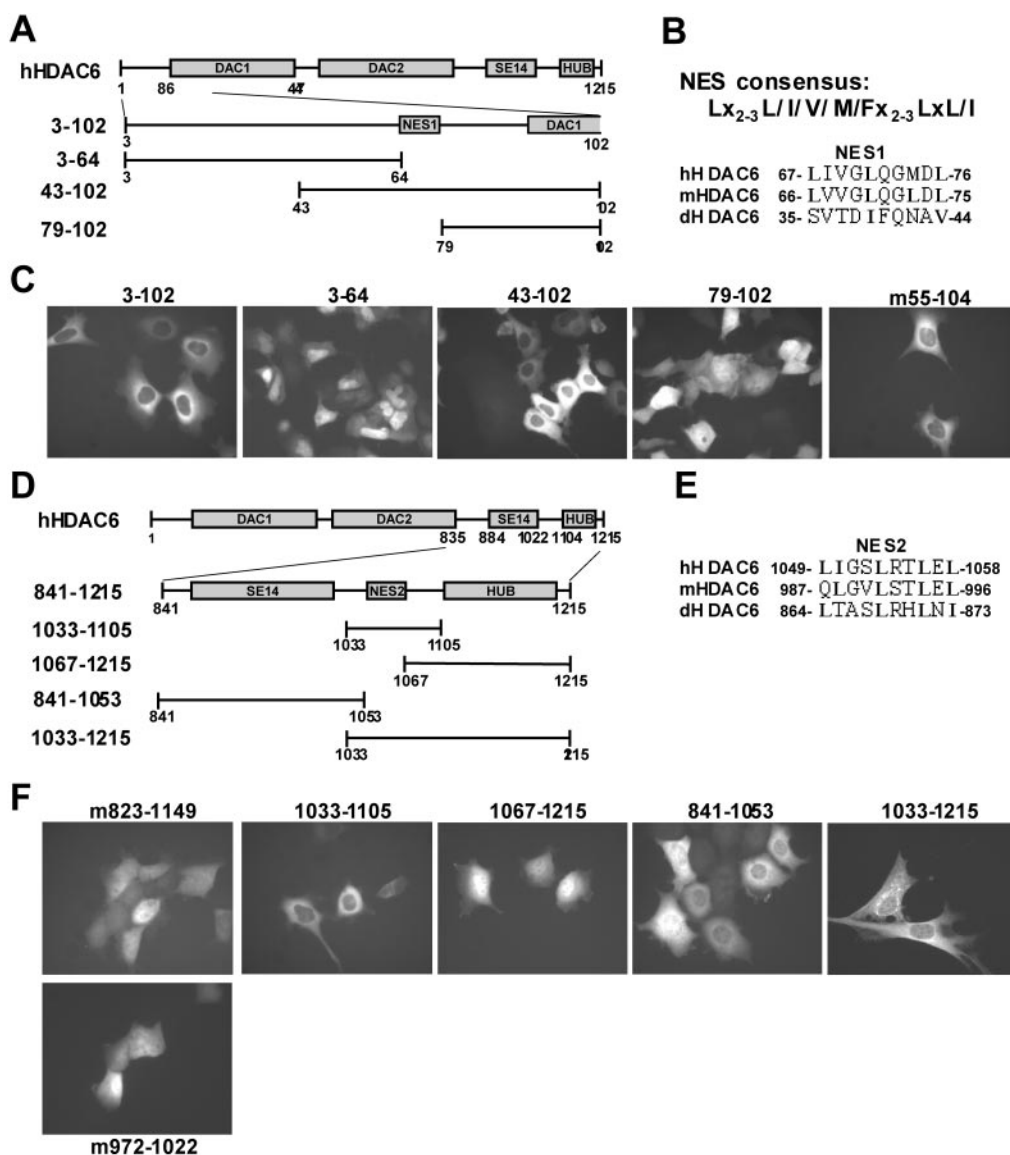 A
hHDAC6
DAC1 DAC2 SE14 HUB
1 86 447 1215
3-102
NES1 DAC1
3 102
3-64
3 64
43-102
43 102
79-102
79 102
B
NES consensus:
Lx2-3L/I/V/M/Fx2-3LxL/I
NES1
hHDAC6 67- LIVGLQGMDL-76
mHDAC6 66- LVVGLQGLDL-75
dHDAC6 35- SVTDIFQNAV-44
C
3-102 3-64 43-102 79-102 m55-104
D
hHDAC6
DAC1 DAC2 SE14 HUB
1 835 884 1022 1104 1215
841-1215
SE14 NES2 HUB
841 1215
1033-1105
1033 1105
1067-1215
1067 1215
841-1053
841 1053
1033-1215
1033 1215
E
NES2
hHDAC6 1049- LIGSLRTLEL-1058
mHDAC6 987- QLGVLSTLEL-996
dHDAC6 864- LTASLRHLNI-873
F
m823-1149 1033-1105 1067-1215 841-1053 1033-1215
m972-1022